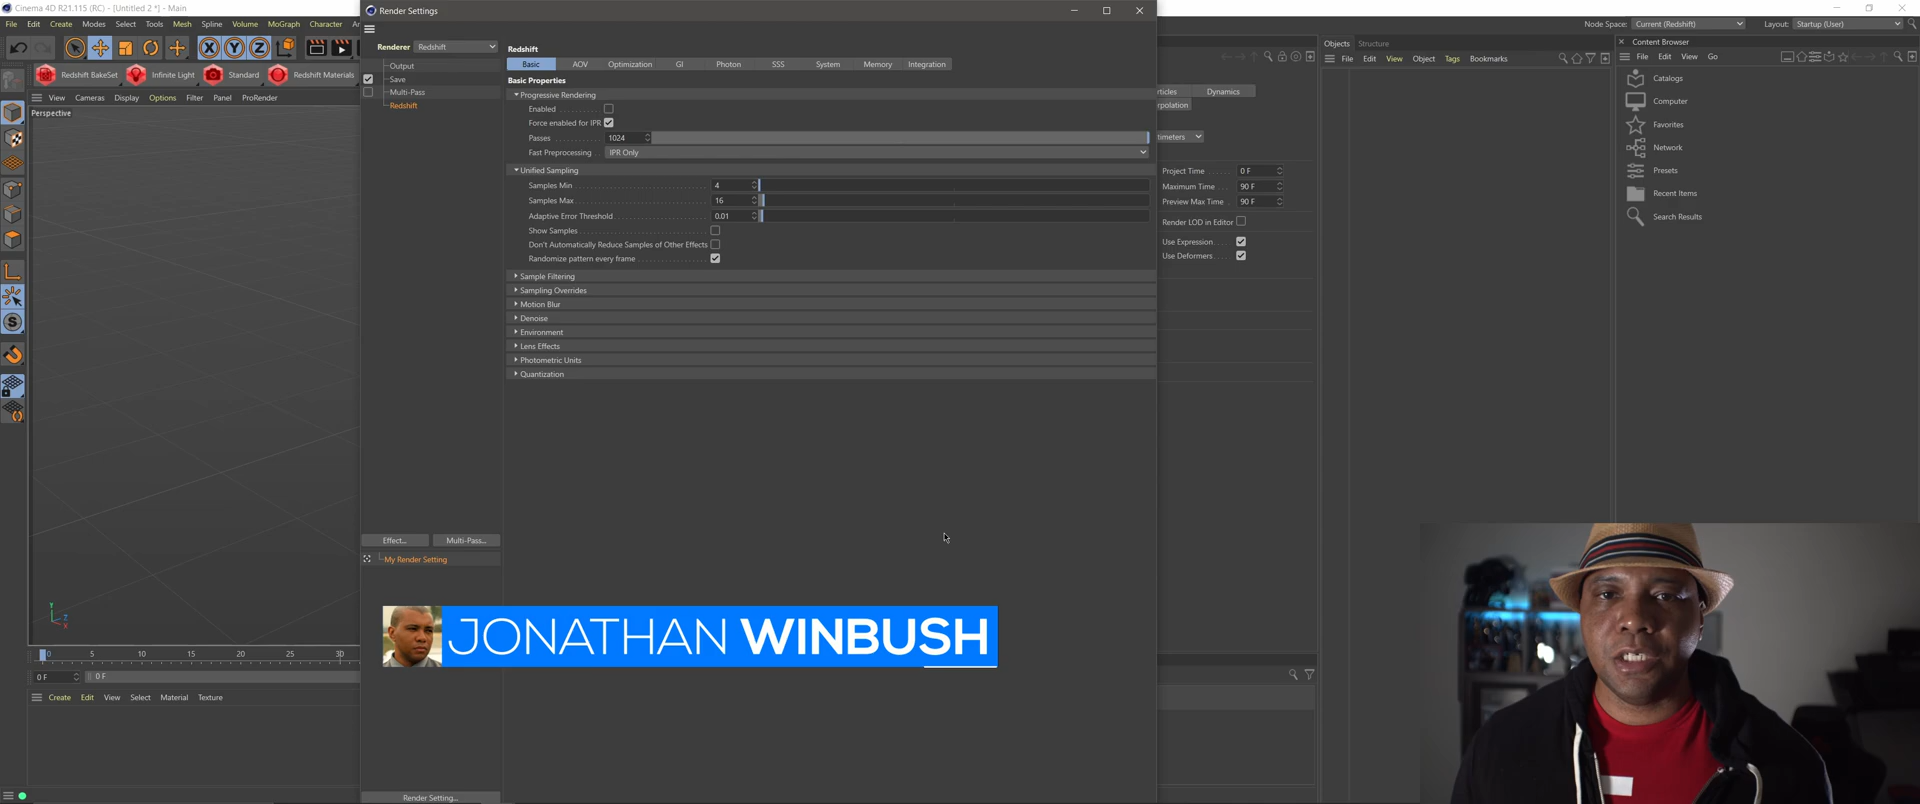 Cinema 4D R21.115 (RC) - [Untitled 2 *] - Main
File Edit Create Modes Select Tools Mesh Spline Volume MoGraph Character
Redshift BakeSet Infinite Light Standard Redshift Materials
View Cameras Display Options Filter Panel ProRender
Perspective
Render Settings
Renderer Redshift
Output
Save
Multi-Pass
Redshift
Effect... Multi-Pass...
My Render Setting
Render Setting...
Redshift
Basic AOV Optimization GI Photon SSS System Memory Integration
Basic Properties
Progressive Rendering
Enabled
Force enabled for IPR
Passes 1024
Fast Preprocessing IPR Only
Unified Sampling
Samples Min 4
Samples Max 16
Adaptive Error Threshold 0.01
Show Samples
Don't Automatically Reduce Samples of Other Effects
Randomize pattern every frame
Sample Filtering
Sampling Overrides
Motion Blur
Denoise
Environment
Lens Effects
Photometric Units
Quantization
Dynamics
Project Time 0 F
Maximum Time 90 F
Preview Max Time 90 F
Render LOD in Editor
Use Expression
Use Deformers
Node Space: Current (Redshift) Layout: Startup (User)
Objects Structure
File Edit View Object Tags Bookmarks
Content Browser
File Edit View Go
Catalogs
Computer
Favorites
Network
Presets
Recent Items
Search Results
JONATHAN WINBUSH
Y
Z
X
0 5 10 15 20 25 30
0 F 0 F
Create Edit View Select Material Texture